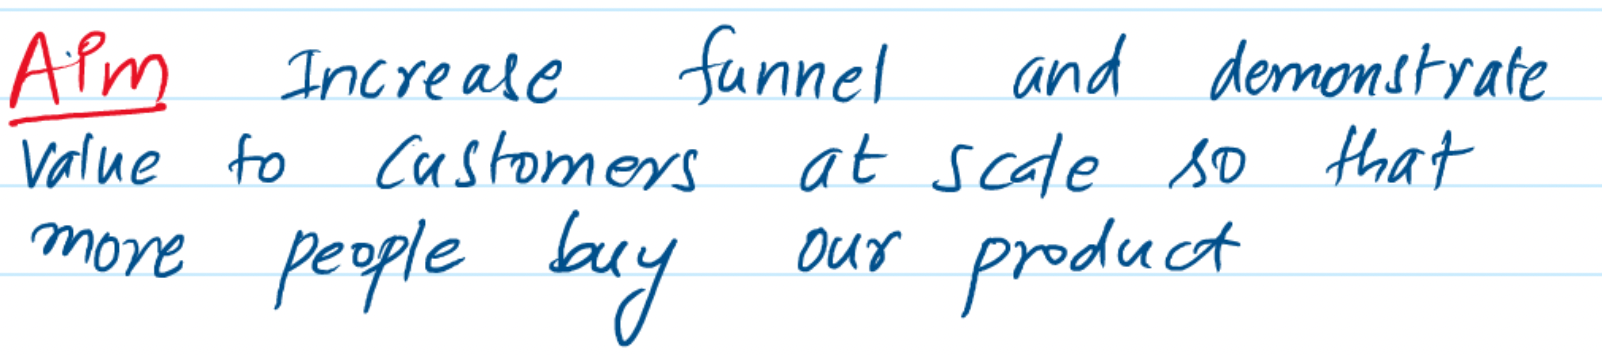 Aim Increase funnel and demonstrate
value to customers at scale so that
more people buy our product